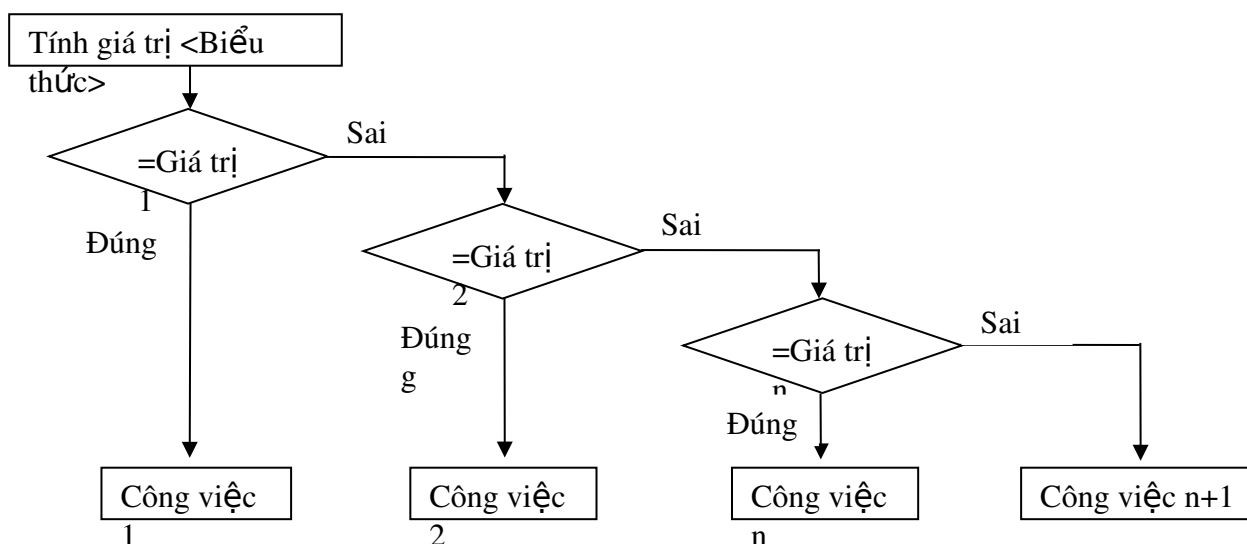 Tính giá trị <Biểu
thức>
Sai
=Giá trị
1
Đúng
Sai
=Giá trị
2
Đúng
g
Sai
=Giá trị
n
Đúng
Công việc
1
Công việc
2
Công việc
n
Công việc n+1